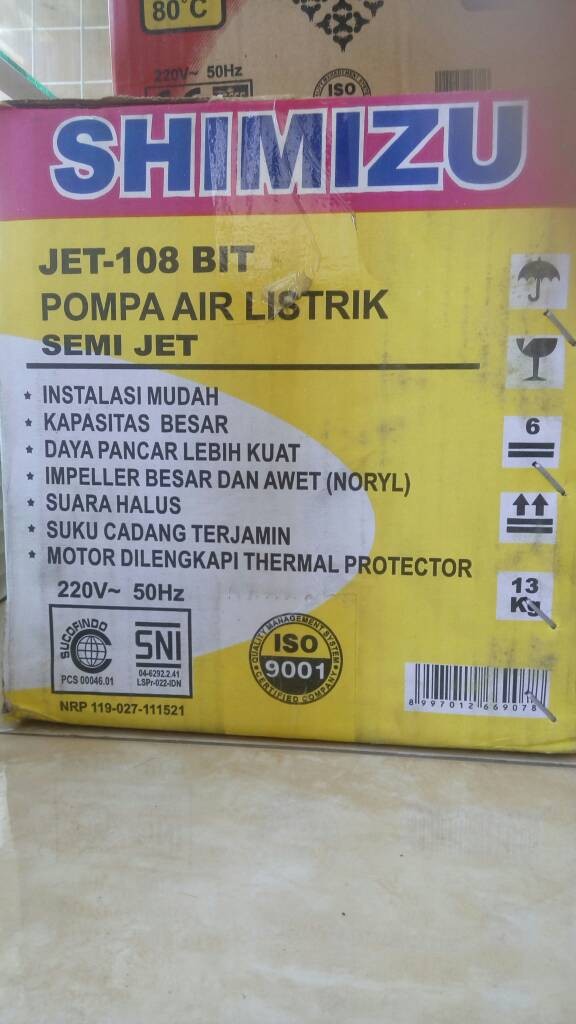 80°C
220V~ 50Hz
ISO
SHIMIZU
JET-108 BIT
POMPA AIR LISTRIK
SEMI JET
* INSTALASI MUDAH
* KAPASITAS BESAR
* DAYA PANCAR LEBIH KUAT
* IMPELLER BESAR DAN AWET (NORYL)
* SUARA HALUS
* SUKU CADANG TERJAMIN
* MOTOR DILENGKAPI THERMAL PROTECTOR
6
13
Kg
220V~ 50Hz
SUCOFINDO
PCS 00046.01
SNI
04-6292.2.41
LSPr-022-IDN
QUALITY MANAGEMENT SYSTEM
ISO
9001
CERTIFIED COMPANY
NRP 119-027-111521
8 997012 669078